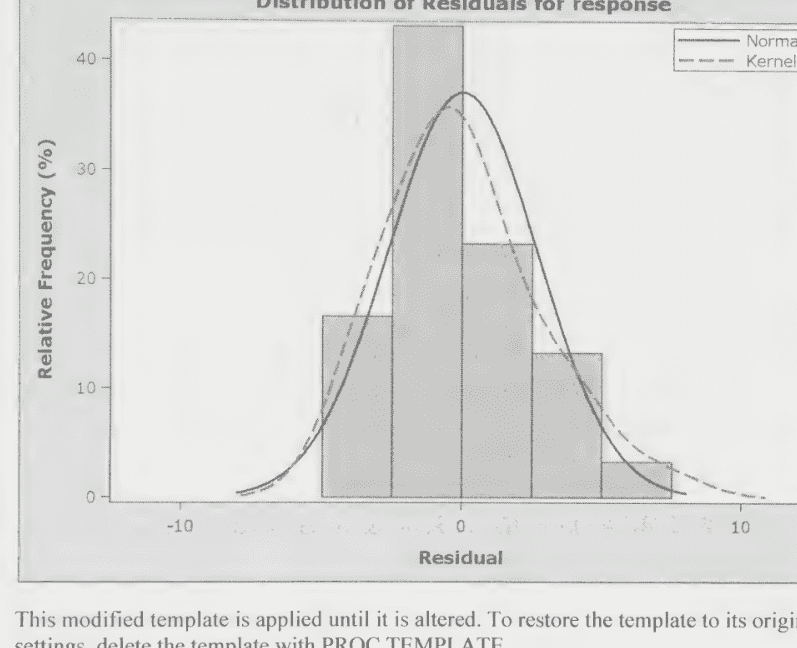 Distribution of Residuals for response
Norma
Kernel
40
30
20
10
0
Relative Frequency (%)
-10
0
10
Residual
This modified template is applied until it is altered. To restore the template to its origin
settings, delete the template with PROC TEMPLATE